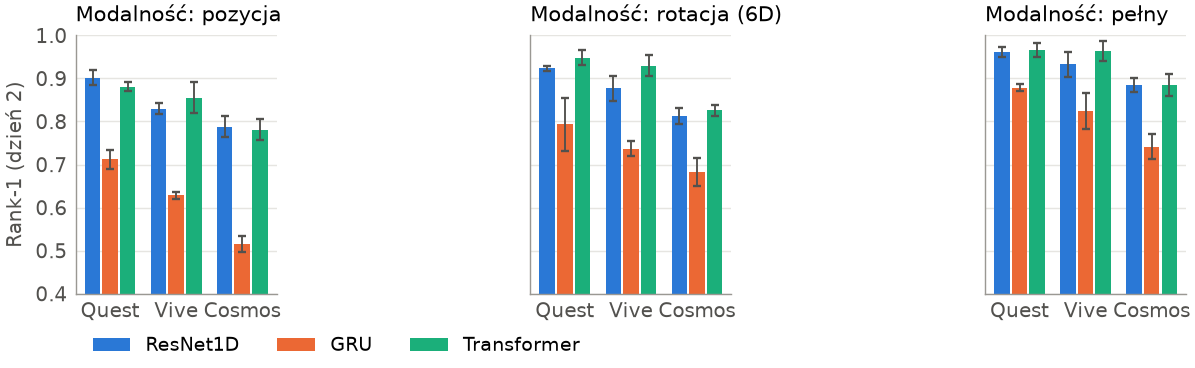 Modalność: pozycja
Modalność: rotacja (6D)
Modalność: pełny
Rank-1 (dzień 2)
1.0
0.9
0.8
0.7
0.6
0.5
0.4
Quest Vive Cosmos
Quest Vive Cosmos
Quest Vive Cosmos
ResNet1D GRU Transformer